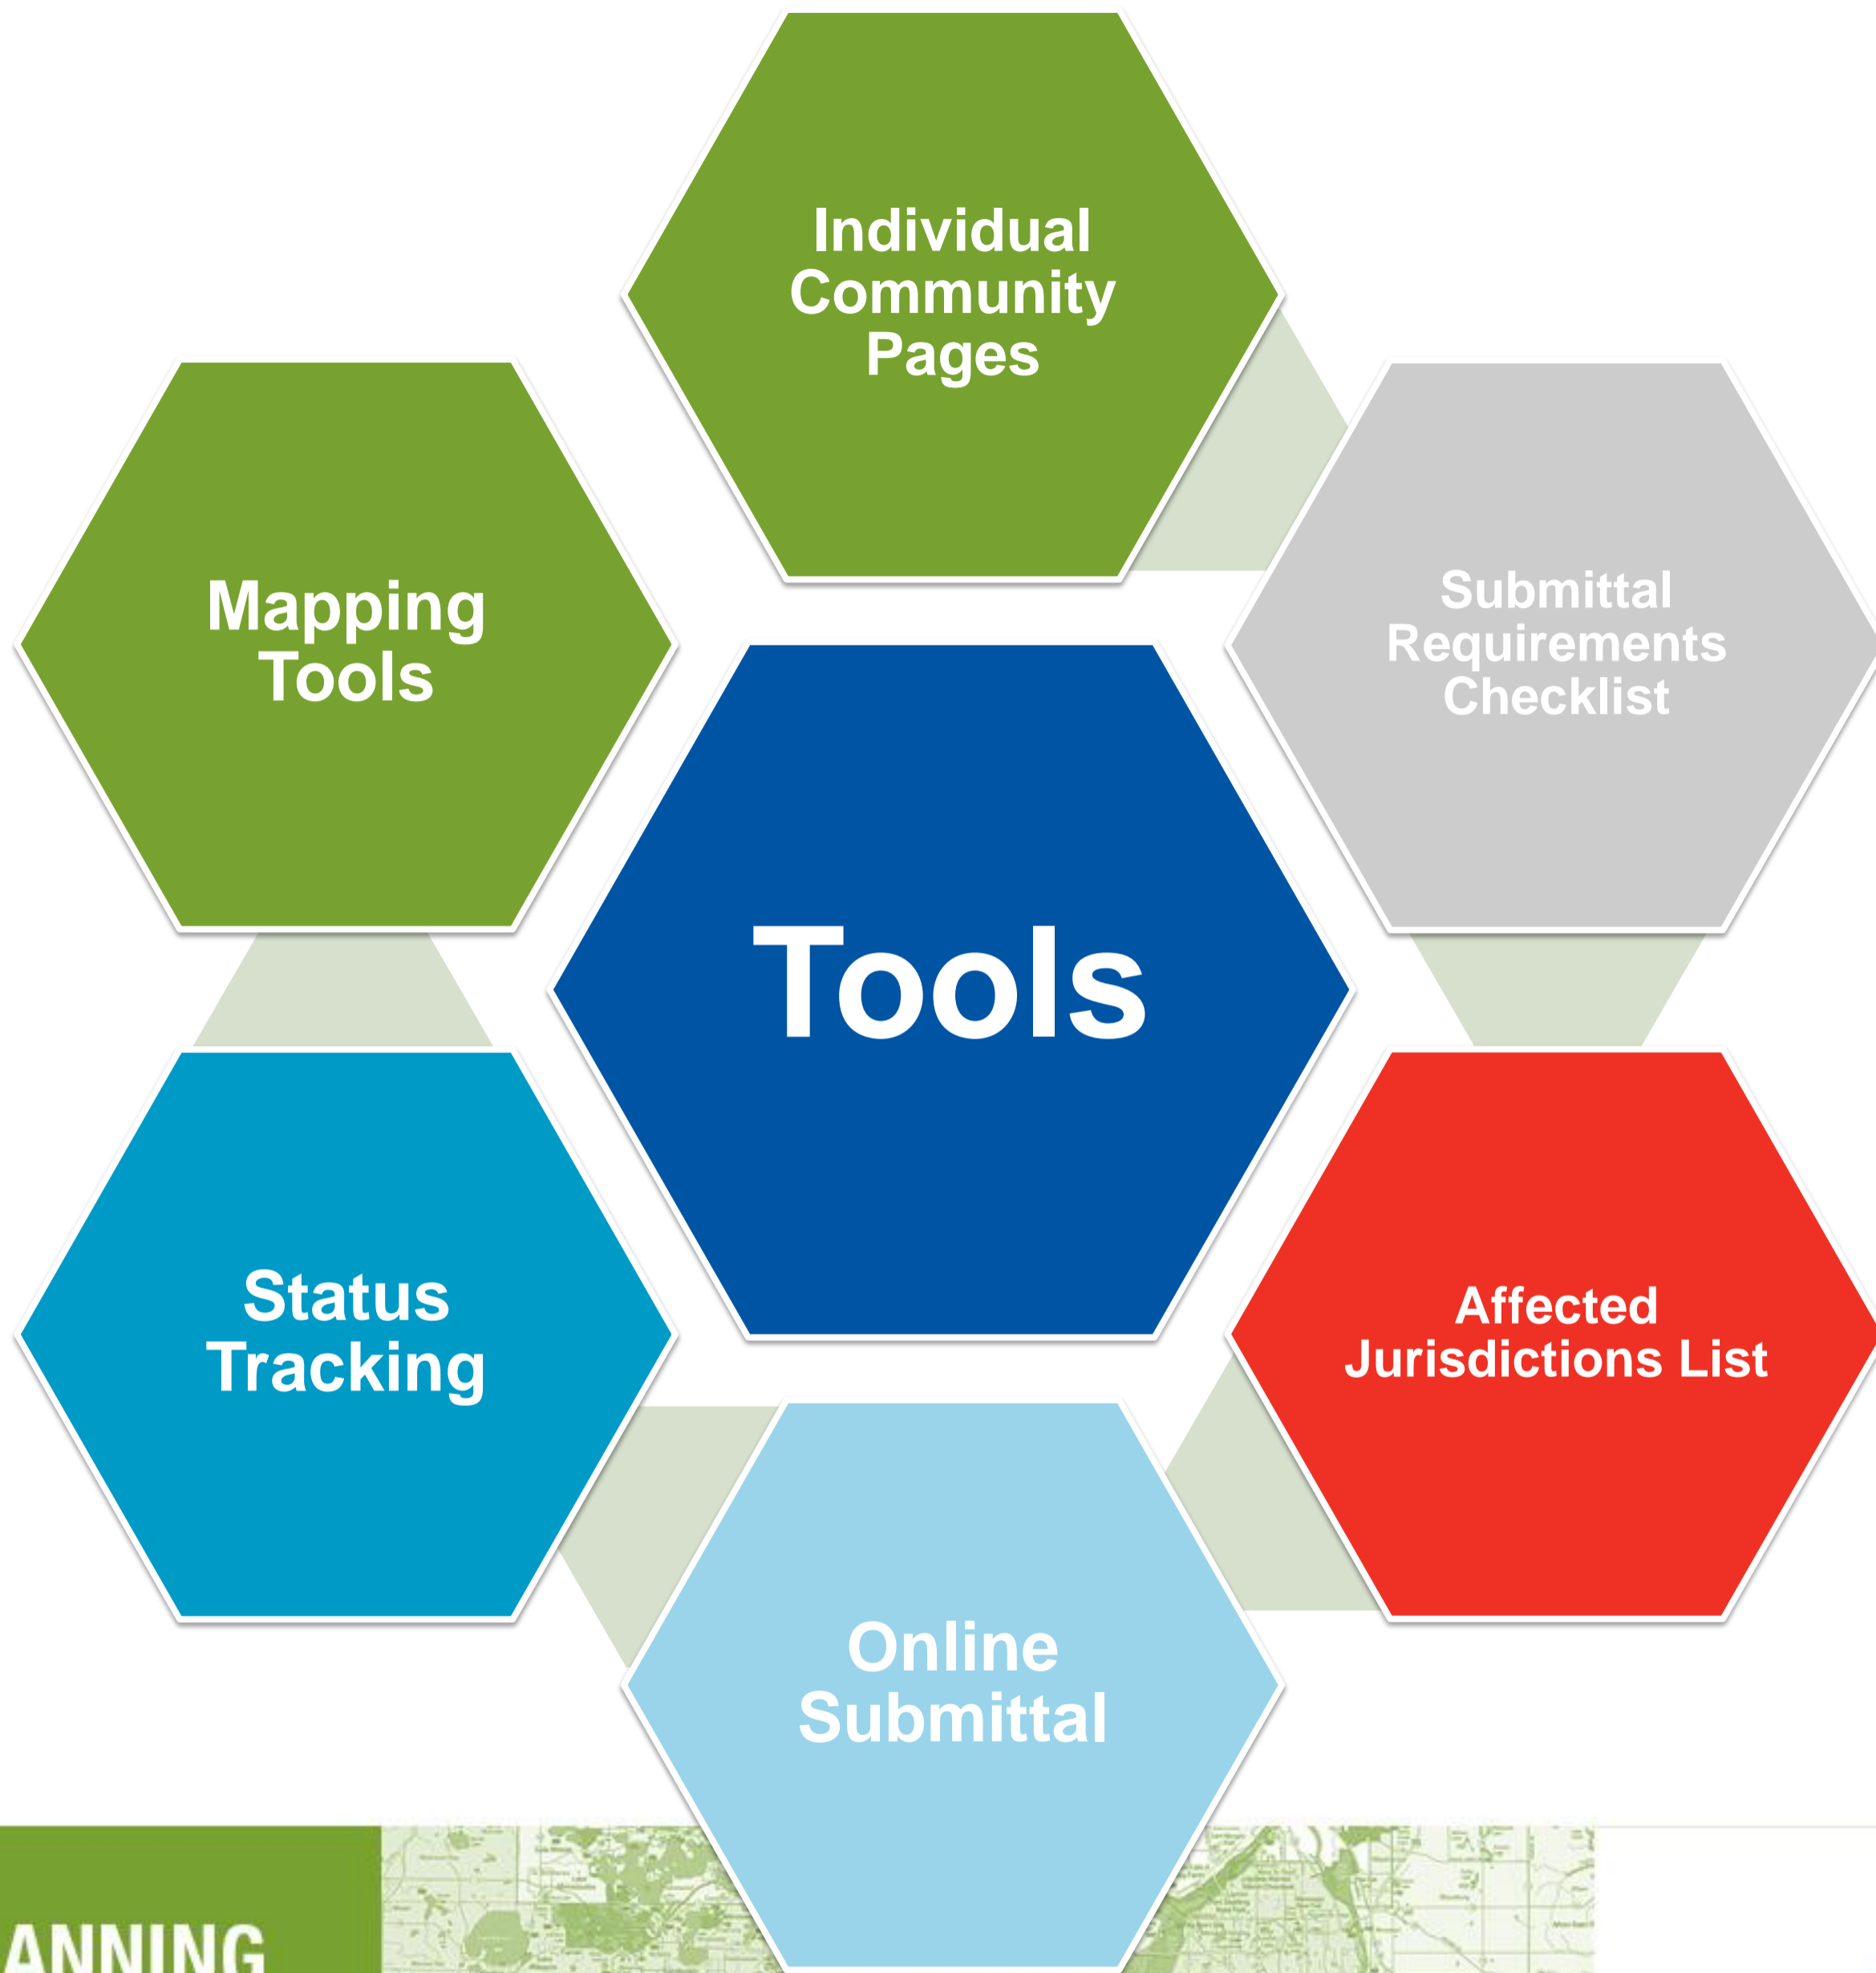 Individual
Community
Pages
Mapping
Tools
Submittal
Requirements
Checklist
Tools
Status
Tracking
Affected
Jurisdictions List
Online
Submittal
ANNING